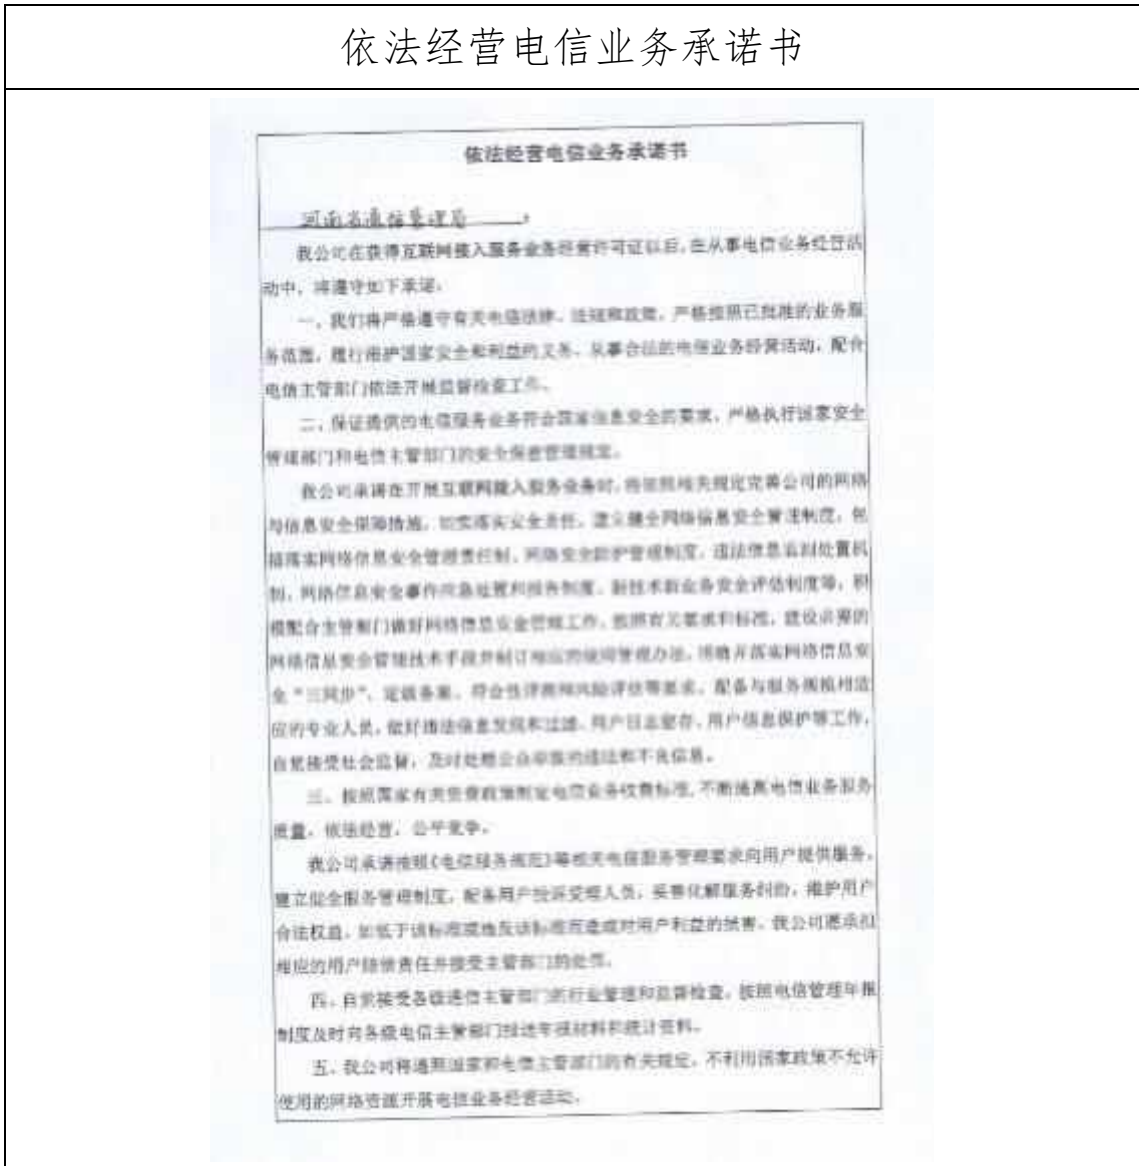 依法经营电信业务承诺书
依法经营电信业务承诺书
河南省通信管理局：
我公司在获得互联网接入服务业务经营许可证以后，在从事电信业务经营活
动中，将遵守如下承诺：
一、我们将严格遵守有关电信法律、法规和政策，严格按照已批准的业务服
务范围，履行维护国家安全和利益的义务，从事合法的电信业务经营活动，配合
电信主管部门依法开展监督检查工作。
二、保证提供的电信服务业务符合国家信息安全的要求，严格执行国家安全
管理部门和电信主管部门的安全保密管理规定。
我公司承诺在开展互联网接入服务业务时，将依照相关规定完善公司的网络
与信息安全保障措施，切实落实安全责任，建立健全网络信息安全管理制度，包
括落实网络信息安全管理责任制、网络安全防护管理制度、违法信息监测处置机
制、网络信息安全事件应急处置和报告制度、新技术新业务安全评估制度等，积
极配合主管部门做好网络信息安全管理工作。按照有关要求和标准，建设必要的
网络信息安全管理技术手段并制订相应的使用管理办法，明确并落实网络信息安
全“三同步”、定级备案、符合性评测和风险评估等要求，配备与服务规模相适
应的专业人员，做好违法信息发现和过滤、用户日志留存、用户信息保护等工作，
自觉接受社会监督，及时处理公众举报的违法和不良信息。
三、按照国家有关资费政策制定电信业务收费标准，不断提高电信业务服务
质量，依法经营、公平竞争。
我公司承诺按照《电信服务规范》等相关电信服务管理要求向用户提供服务，
建立健全服务管理制度，配备用户投诉受理人员，妥善化解服务纠纷，维护用户
合法权益，如低于该标准或违反该标准而造成对用户利益的损害，我公司愿承担
相应的用户赔偿责任并接受主管部门的处罚。
四、自觉接受各级通信主管部门的行业管理和监督检查，按照电信管理年报
制度及时向各级电信主管部门报送年报材料和统计资料。
五、我公司将遵照国家和电信主管部门的有关规定，不利用国家政策不允许
使用的网络资源开展电信业务经营活动。